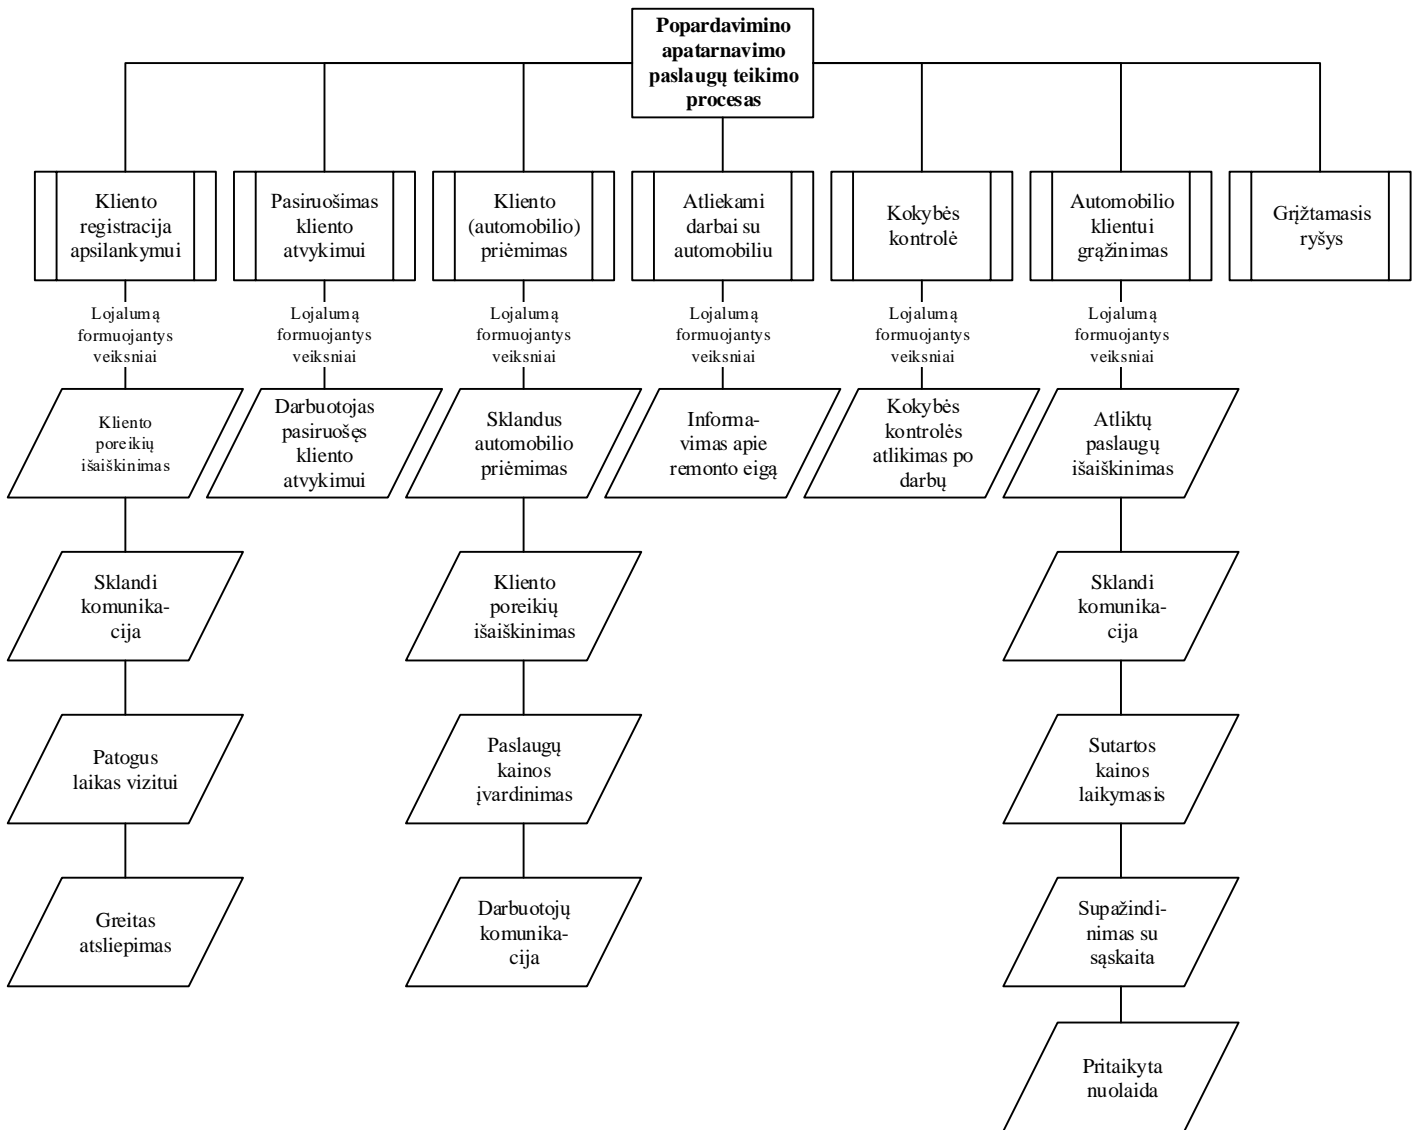 Popardavimino
apatarnavimo
paslaugų teikimo
procesas
Kliento
registracija
apsilankymui
Pasiruošimas
kliento
atvykimui
Kliento
(automobilio)
priėmimas
Atliekami
darbai su
automobiliu
Kokybės
kontrolė
Automobilio
klientui
grąžinimas
Grįžtamasis
ryšys
Lojalumą
formuojantys
veiksniai
Lojalumą
formuojantys
veiksniai
Lojalumą
formuojantys
veiksniai
Lojalumą
formuojantys
veiksniai
Lojalumą
formuojantys
veiksniai
Lojalumą
formuojantys
veiksniai
Kliento
poreikių
išaiškinimas
Darbuotojas
pasiruošęs
kliento
atvykimui
Sklandus
automobilio
priėmimas
Informa-
vimas apie
remonto eigą
Kokybės
kontrolės
atlikimas po
darbų
Atliktų
paslaugų
išaiškinimas
Sklandi
komunika-
cija
Kliento
poreikių
išaiškinimas
Sklandi
komunika-
cija
Patogus
laikas vizitui
Paslaugų
kainos
įvardinimas
Sutartos
kainos
laikymasis
Greitas
atsliepimas
Darbuotojų
komunika-
cija
Supažindi-
nimas su
sąskaita
Pritaikyta
nuolaida